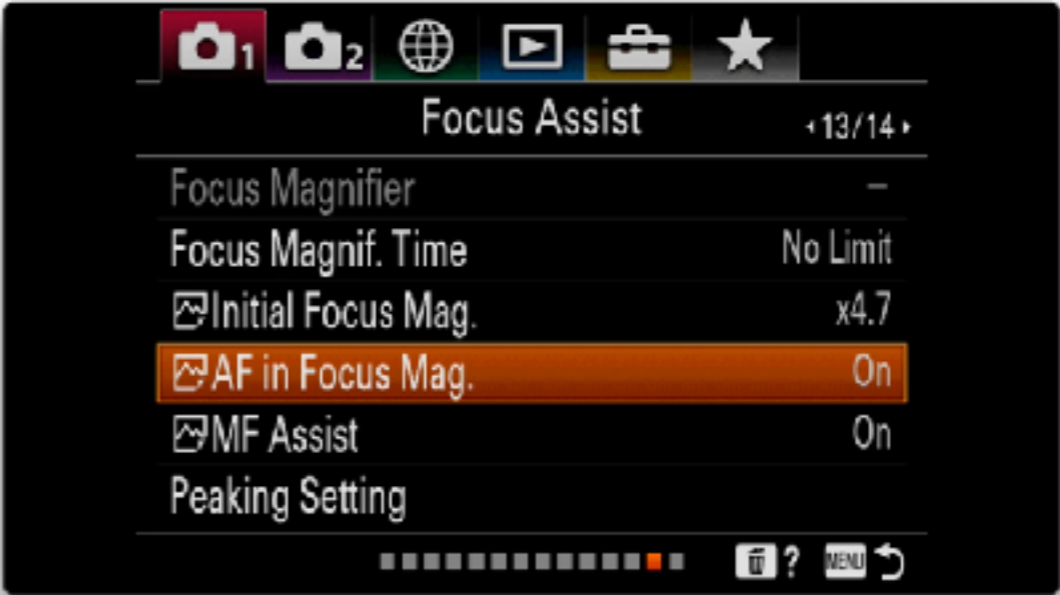 1 2
Focus Assist 13/14
Focus Magnifier –
Focus Magnif. Time No Limit
Initial Focus Mag. x4.7
AF in Focus Mag. On
MF Assist On
Peaking Setting
? MENU